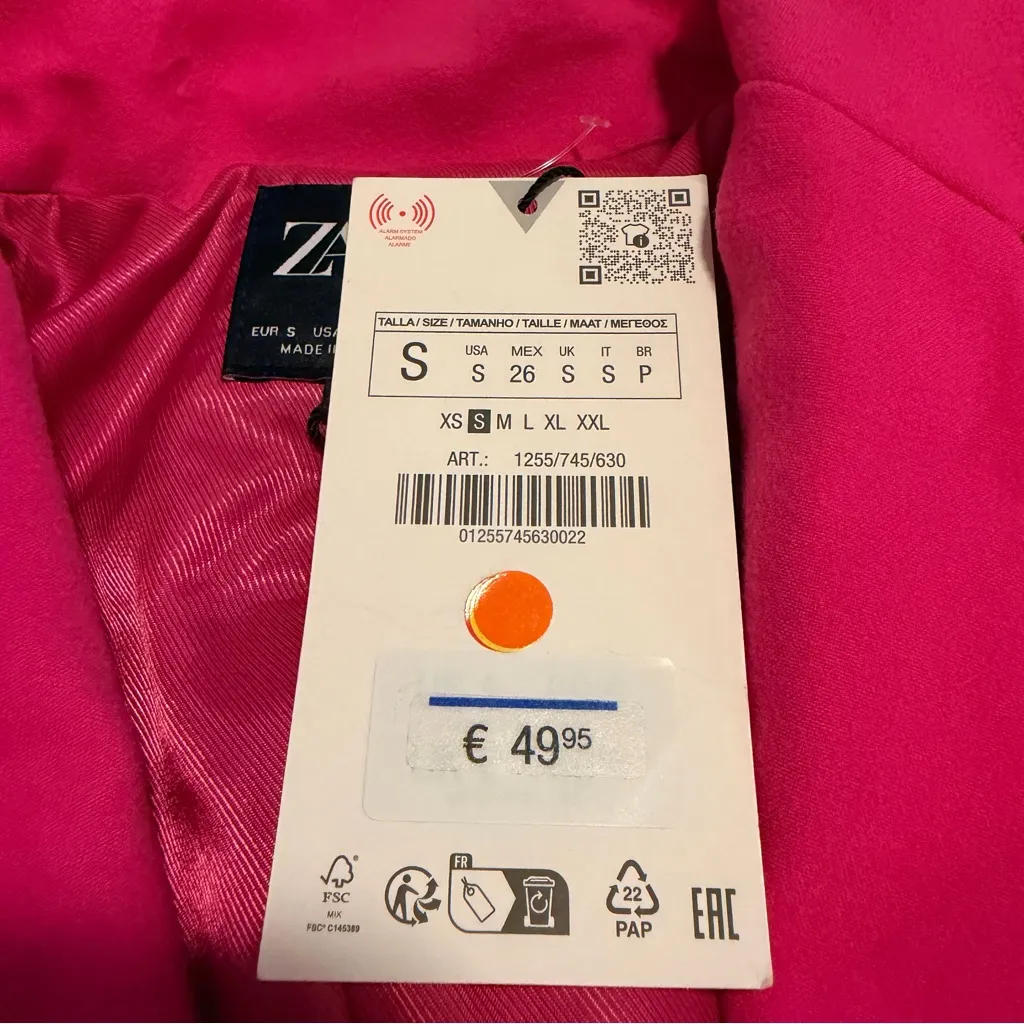 ALARM SYSTEM
ALARMADO
ALARME
ZA
EUR S USA
MADE I
TALLA / SIZE / TAMANHO / TAILLE / MAAT / ΜΕΓΕΘΟΣ
S
USA MEX UK IT BR
S 26 S S P
XS S M L XL XXL
ART.: 1255/745/630
01255745630022
€ 4995
FSC®
MIX
FSC® C145389
FR
22
PAP
EAC